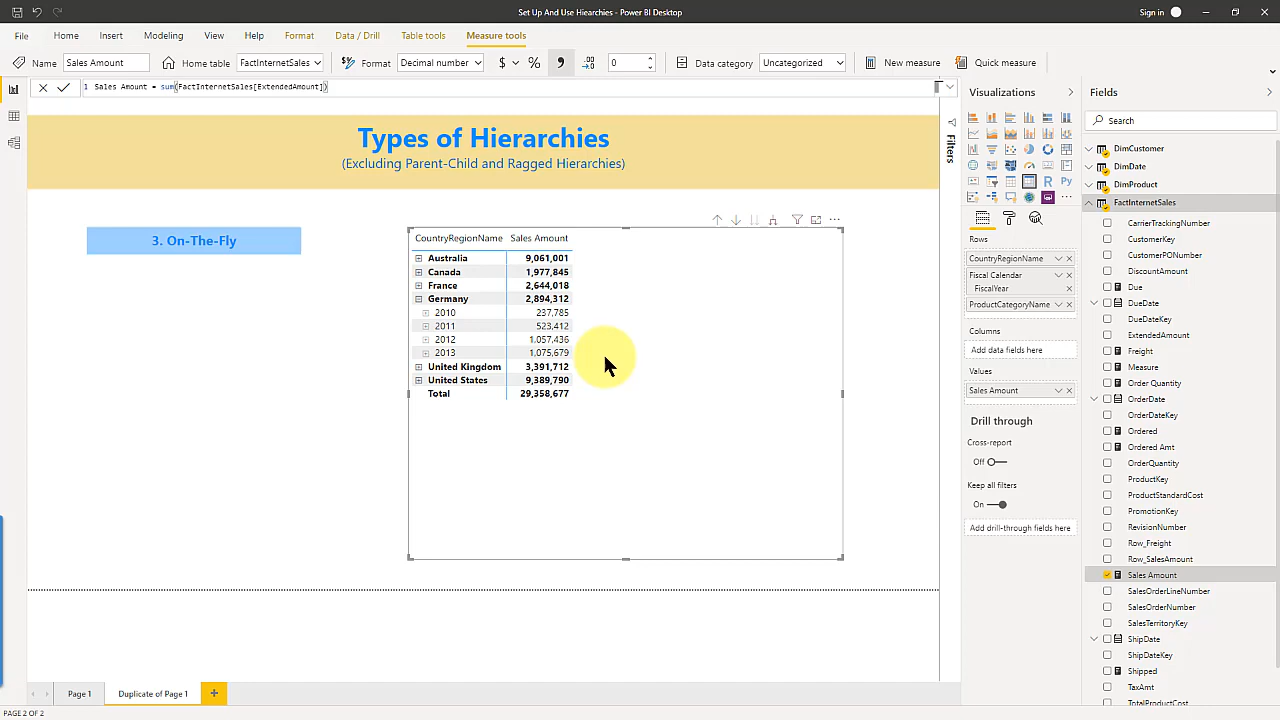 Set Up And Use Hiearchies - Power BI Desktop
Sign in
File Home Insert Modeling View Help Format Data / Drill Table tools Measure tools
Name Sales Amount
Home table FactInternetSales
Format Decimal number
$ % , 0
Data category Uncategorized
New measure
Quick measure
1 Sales Amount = sum(FactInternetSales[ExtendedAmount])
Types of Hierarchies
(Excluding Parent-Child and Ragged Hierarchies)
3. On-The-Fly
CountryRegionName Sales Amount
Australia 9,061,001
Canada 1,977,845
France 2,644,018
Germany 2,894,312
2010 237,785
2011 523,412
2012 1,057,436
2013 1,075,679
United Kingdom 3,391,712
United States 9,389,790
Total 29,358,677
Filters
Visualizations
R Py
Rows
CountryRegionName
Fiscal Calendar
FiscalYear
ProductCategoryName
Columns
Add data fields here
Values
Sales Amount
Drill through
Cross-report
Off
Keep all filters
On
Add drill-through fields here
Fields
Search
DimCustomer
DimDate
DimProduct
FactInternetSales
CarrierTrackingNumber
CustomerKey
CustomerPONumber
DiscountAmount
Due
DueDate
DueDateKey
ExtendedAmount
Freight
Measure
Order Quantity
OrderDate
OrderDateKey
Ordered
Ordered Amt
OrderQuantity
ProductKey
ProductStandardCost
PromotionKey
RevisionNumber
Row_Freight
Row_SalesAmount
Sales Amount
SalesOrderLineNumber
SalesOrderNumber
SalesTerritoryKey
ShipDate
ShipDateKey
Shipped
TaxAmt
TotalProductCost
Page 1
Duplicate of Page 1
PAGE 2 OF 2